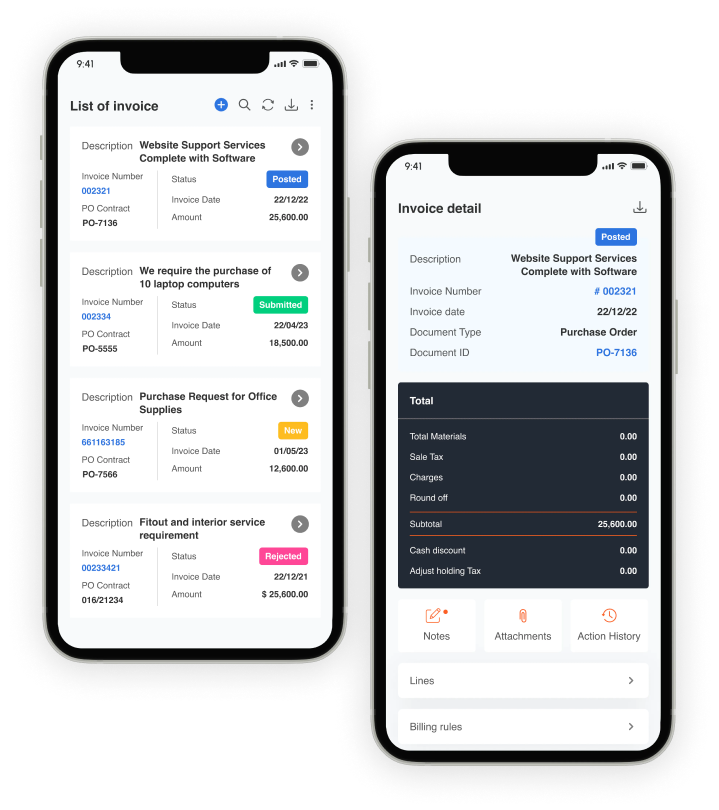 9:41
List of invoice
Description Website Support Services
Complete with Software
Invoice Number
002321
PO Contract
PO-7136
Status Posted
Invoice Date 22/12/22
Amount 25,600.00
Description We require the purchase of
10 laptop computers
Invoice Number
002334
PO Contract
PO-5555
Status Submitted
Invoice Date 22/04/23
Amount 18,500.00
Description Purchase Request for Office
Supplies
Invoice Number
661163185
PO Contract
PO-7566
Status New
Invoice Date 01/05/23
Amount 12,600.00
Description Fitout and interior service
requirement
Invoice Number
00233421
PO Contract
016/21234
Status Rejected
Invoice Date 22/12/21
Amount $ 25,600.00
9:41
Invoice detail
Posted
Description Website Support Services
Complete with Software
Invoice Number # 002321
Invoice date 22/12/22
Document Type Purchase Order
Document ID PO-7136
Total
Total Materials 0.00
Sale Tax 0.00
Charges 0.00
Round off 0.00
Subtotal 25,600.00
Cash discount 0.00
Adjust holding Tax 0.00
Notes Attachments Action History
Lines
Billing rules